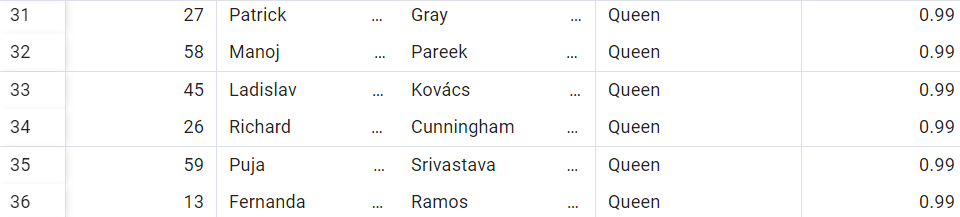 31 27 Patrick ... Gray ... Queen 0.99
32 58 Manoj ... Pareek ... Queen 0.99
33 45 Ladislav ... Kovács ... Queen 0.99
34 26 Richard ... Cunningham ... Queen 0.99
35 59 Puja ... Srivastava ... Queen 0.99
36 13 Fernanda ... Ramos ... Queen 0.99